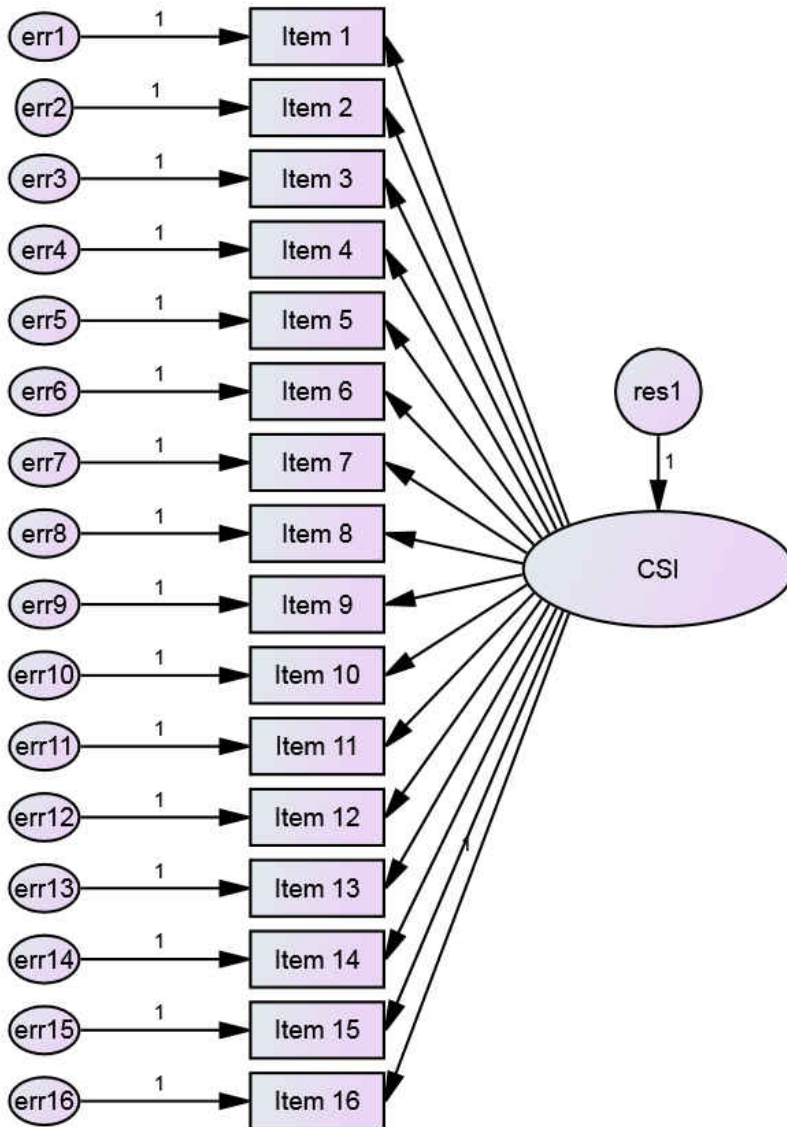 err1 1 Item 1
err2 1 Item 2
err3 1 Item 3
err4 1 Item 4
err5 1 Item 5
err6 1 Item 6
res1
err7 1 Item 7
1
err8 1 Item 8
CSI
err9 1 Item 9
err10 1 Item 10
err11 1 Item 11
err12 1 Item 12
1
err13 1 Item 13
err14 1 Item 14
err15 1 Item 15
err16 1 Item 16